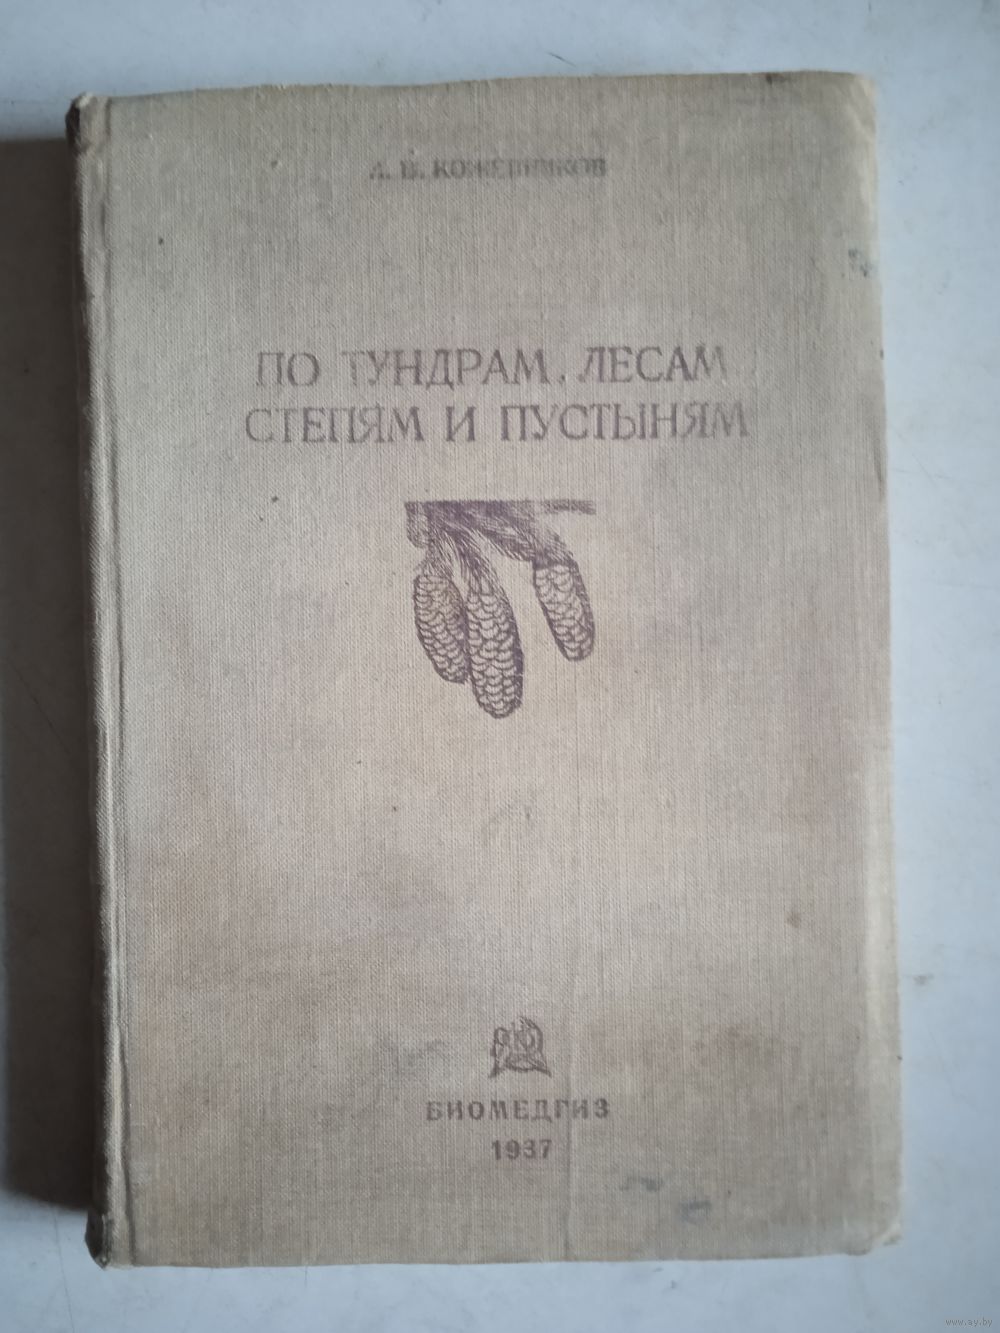 А. В. КОЖЕВНИКОВ
ПО ТУНДРАМ, ЛЕСАМ
СТЕПЯМ И ПУСТЫНЯМ
БИОМЕДГИЗ
1937
www.ay.by